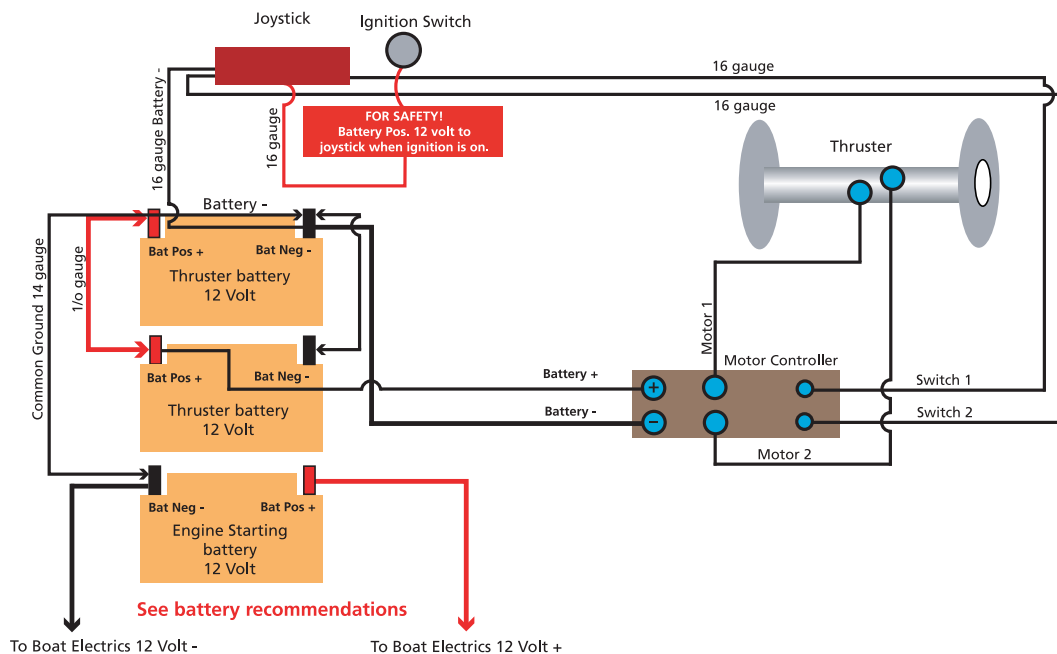 Joystick
Ignition Switch
16 gauge
16 gauge
FOR SAFETY!
Battery Pos. 12 volt to
joystick when ignition is on.
16 gauge Battery -
16 gauge
Thruster
Battery -
Bat Pos +
Bat Neg -
Thruster battery
12 Volt
Common Ground 14 gauge
1/o gauge
Motor 1
Motor Controller
Bat Pos +
Bat Neg -
Thruster battery
12 Volt
Battery +
+
Switch 1
Battery -
−
Switch 2
Motor 2
Bat Neg -
Bat Pos +
Engine Starting
battery
12 Volt
See battery recommendations
To Boat Electrics 12 Volt -
To Boat Electrics 12 Volt +